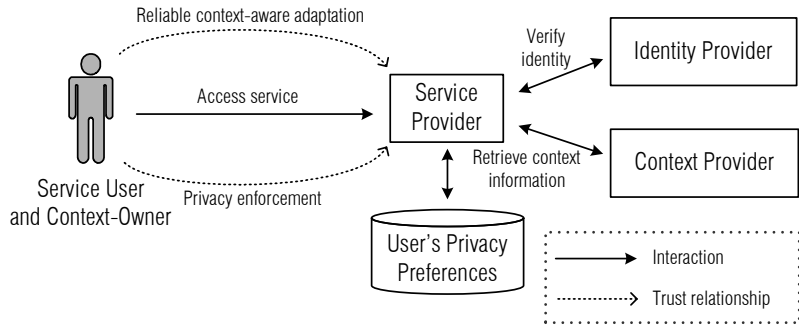 Reliable context-aware adaptation
Verify
identity
Identity Provider
Access service
Service
Provider
Retrieve context
information
Context Provider
Service User
and Context-Owner
Privacy enforcement
User's Privacy
Preferences
Interaction
Trust relationship